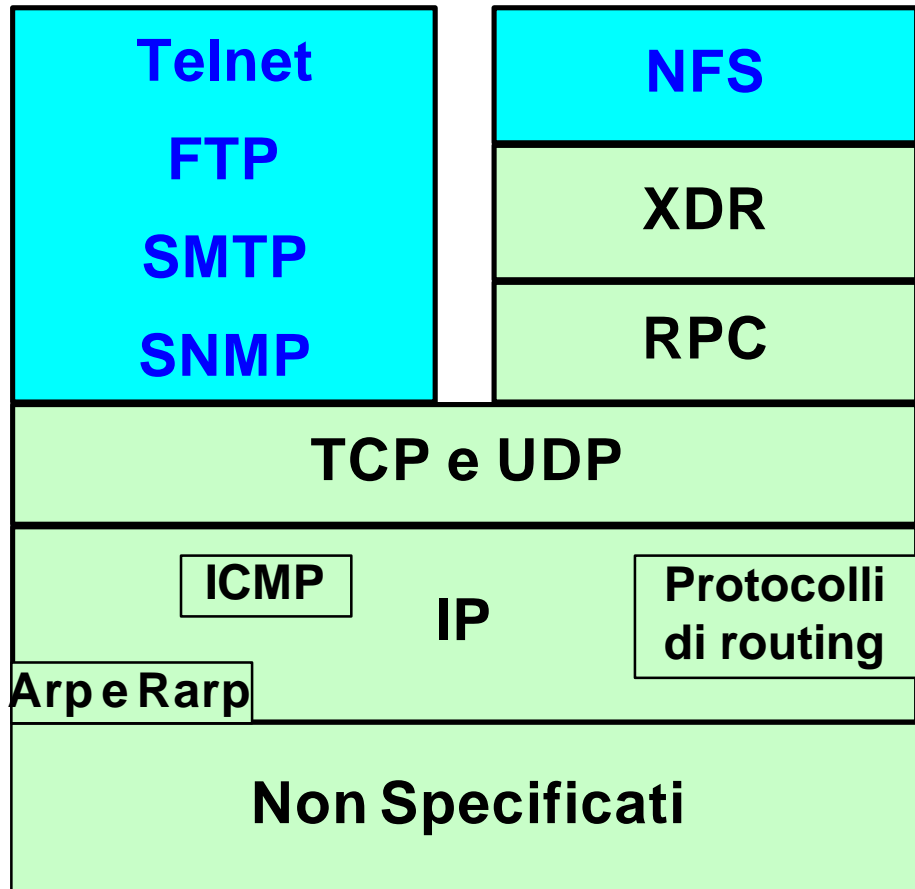 Telnet
FTP
SMTP
SNMP
NFS
XDR
RPC
TCP e UDP
ICMP
IP
Protocolli
di routing
Arp e Rarp
Non Specificati